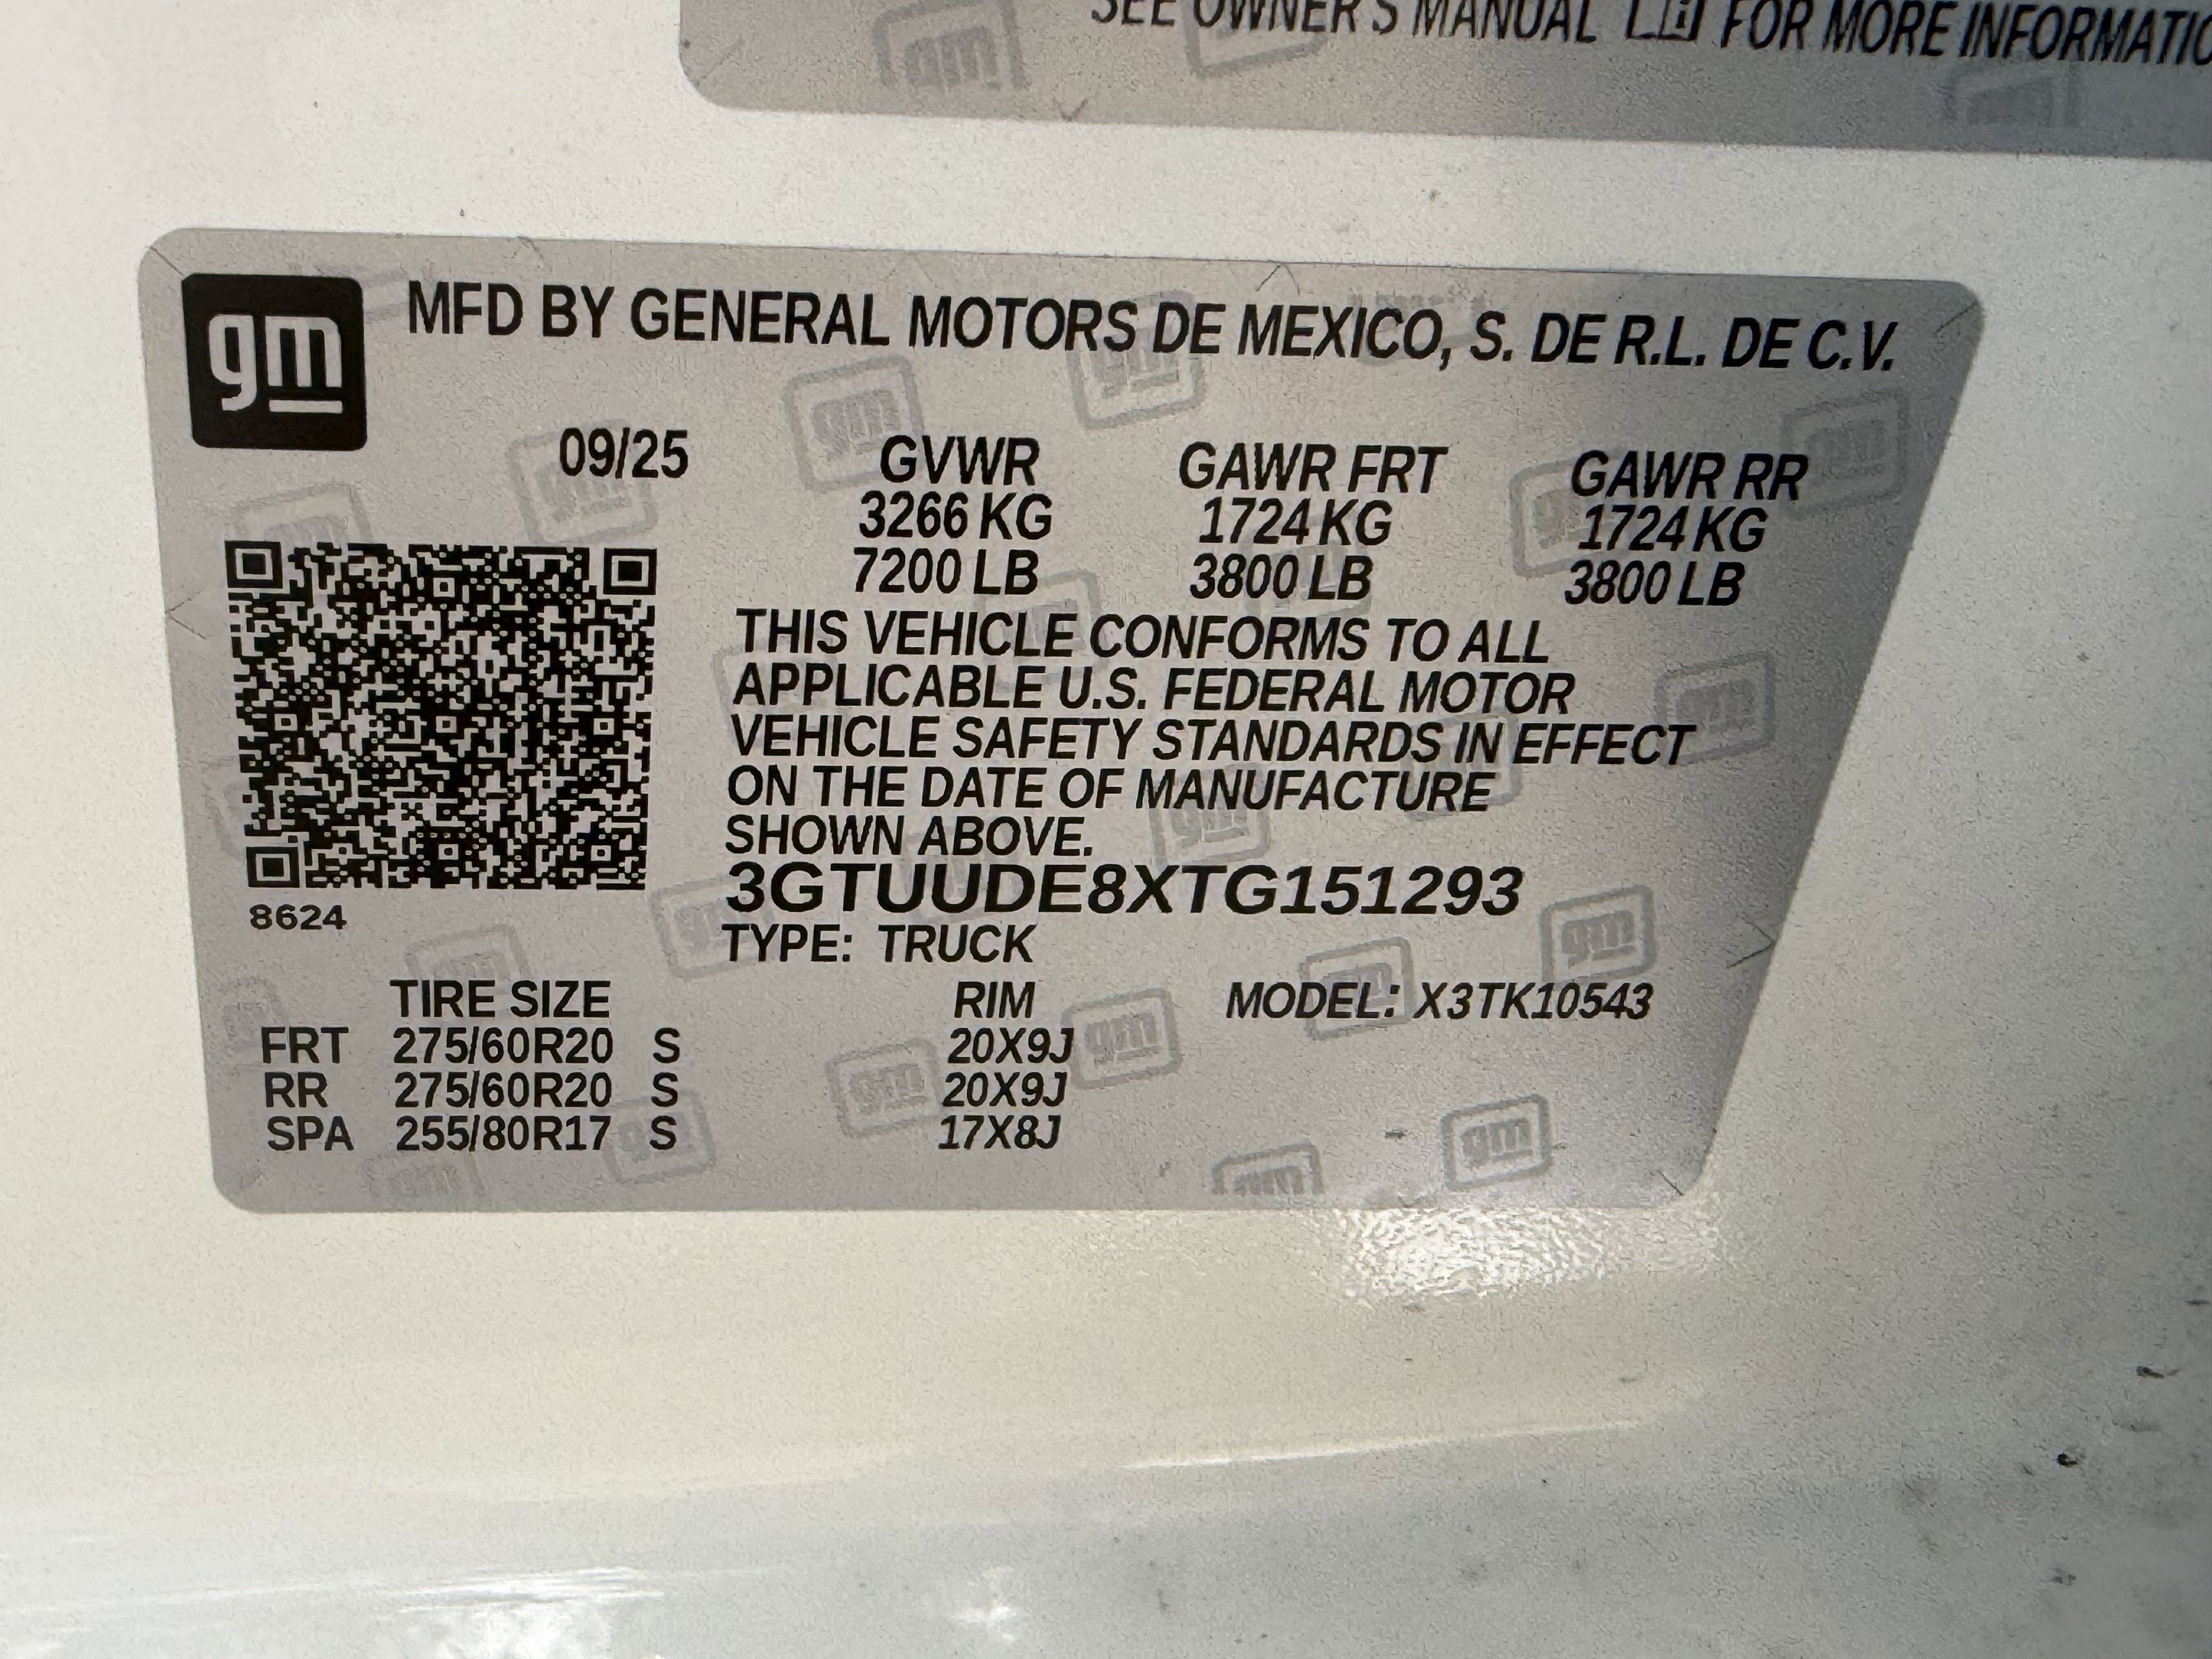 SEE OWNER'S MANUAL FOR MORE
gm
MFD BY GENERAL MOTORS DE MEXICO, S. DE R.L. DE C.V.
09/25 GVWR GAWR FRT GAWR RR
3266 KG 1724 KG 1724 KG
7200 LB 3800 LB 3800 LB
THIS VEHICLE CONFORMS TO ALL
APPLICABLE U.S. FEDERAL MOTOR
VEHICLE SAFETY STANDARDS IN EFFECT
ON THE DATE OF MANUFACTURE
SHOWN ABOVE.
3GTUUDE8XTG151293
8624
TYPE: TRUCK
TIRE SIZE RIM MODEL: X3TK10543
FRT 275/60R20 S 20X9J
RR 275/60R20 S 20X9J
SPA 255/80R17 S 17X8J